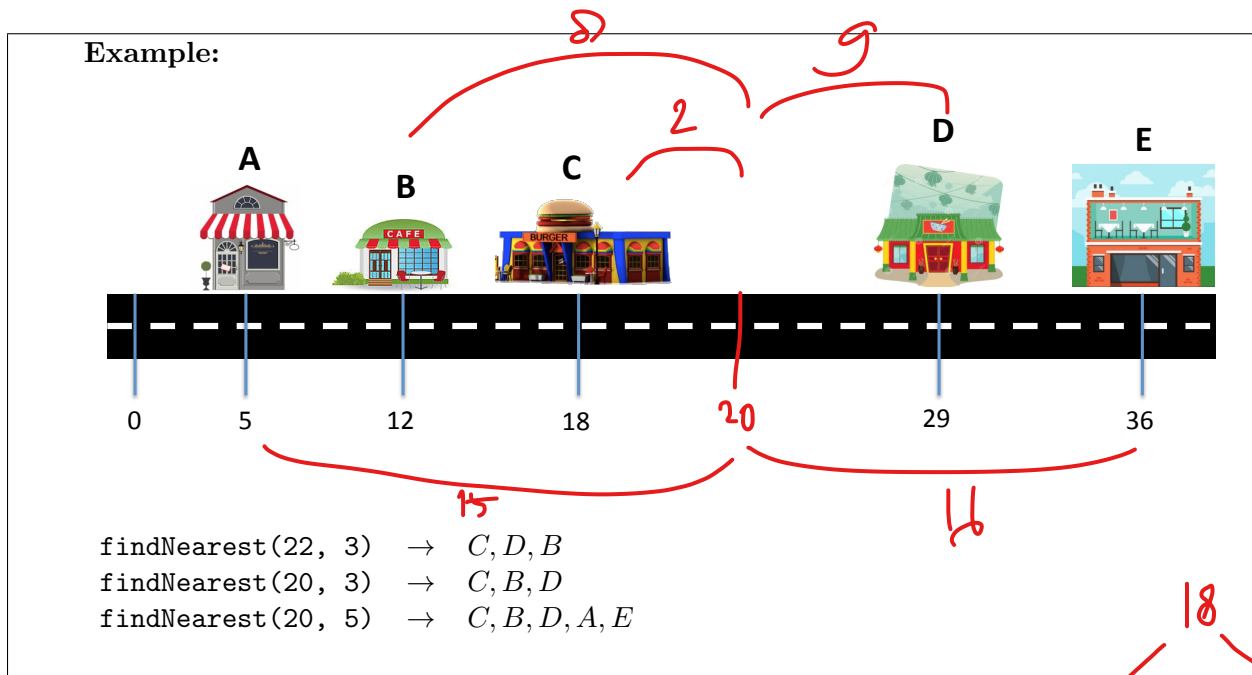 8
9
Example:
2
A B C D E
CAFE
BURGER
0 5 12 18 20 29 36
15
16
findNearest(22, 3) → C, D, B
findNearest(20, 3) → C, B, D
findNearest(20, 5) → C, B, D, A, E
18